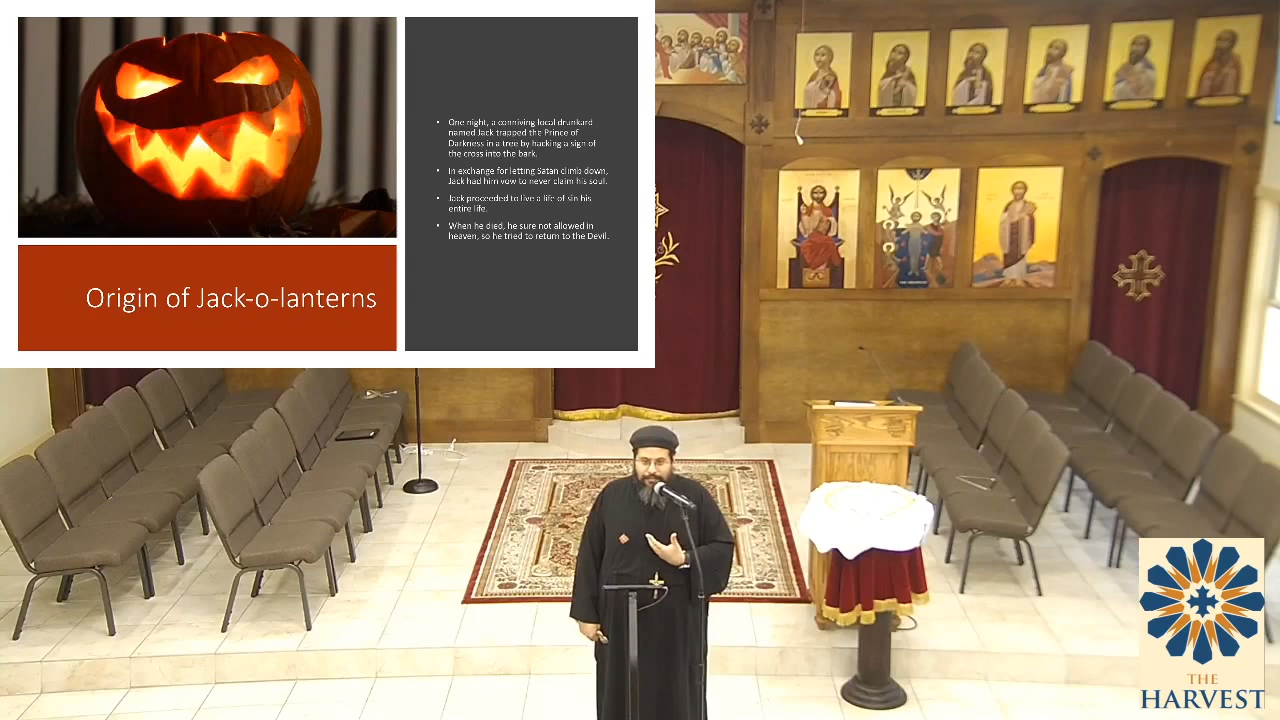 Origin of Jack-o-lanterns
• One night, a conniving local drunkard
named Jack trapped the Prince of
Darkness in a tree by hacking a sign of
the cross into the bark.
• In exchange for letting Satan climb down,
Jack had him vow to never claim his soul.
• Jack proceeded to live a life of sin his
entire life.
• When he died, he sure not allowed in
heaven, so he tried to return to the Devil.
THE
HARVEST